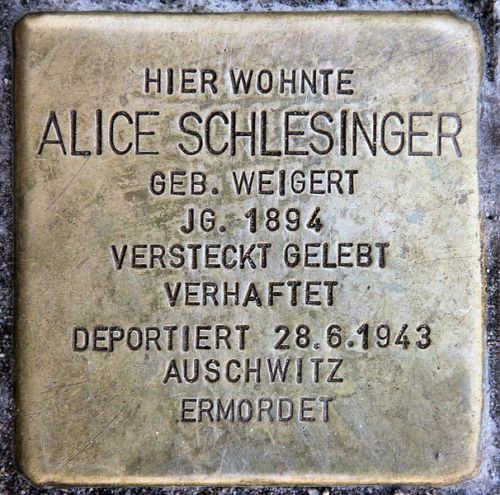 HIER WOHNTE
ALICE SCHLESINGER
GEB. WEIGERT
JG. 1894
VERSTECKT GELEBT
VERHAFTET
DEPORTIERT 28.6.1943
AUSCHWITZ
ERMORDET